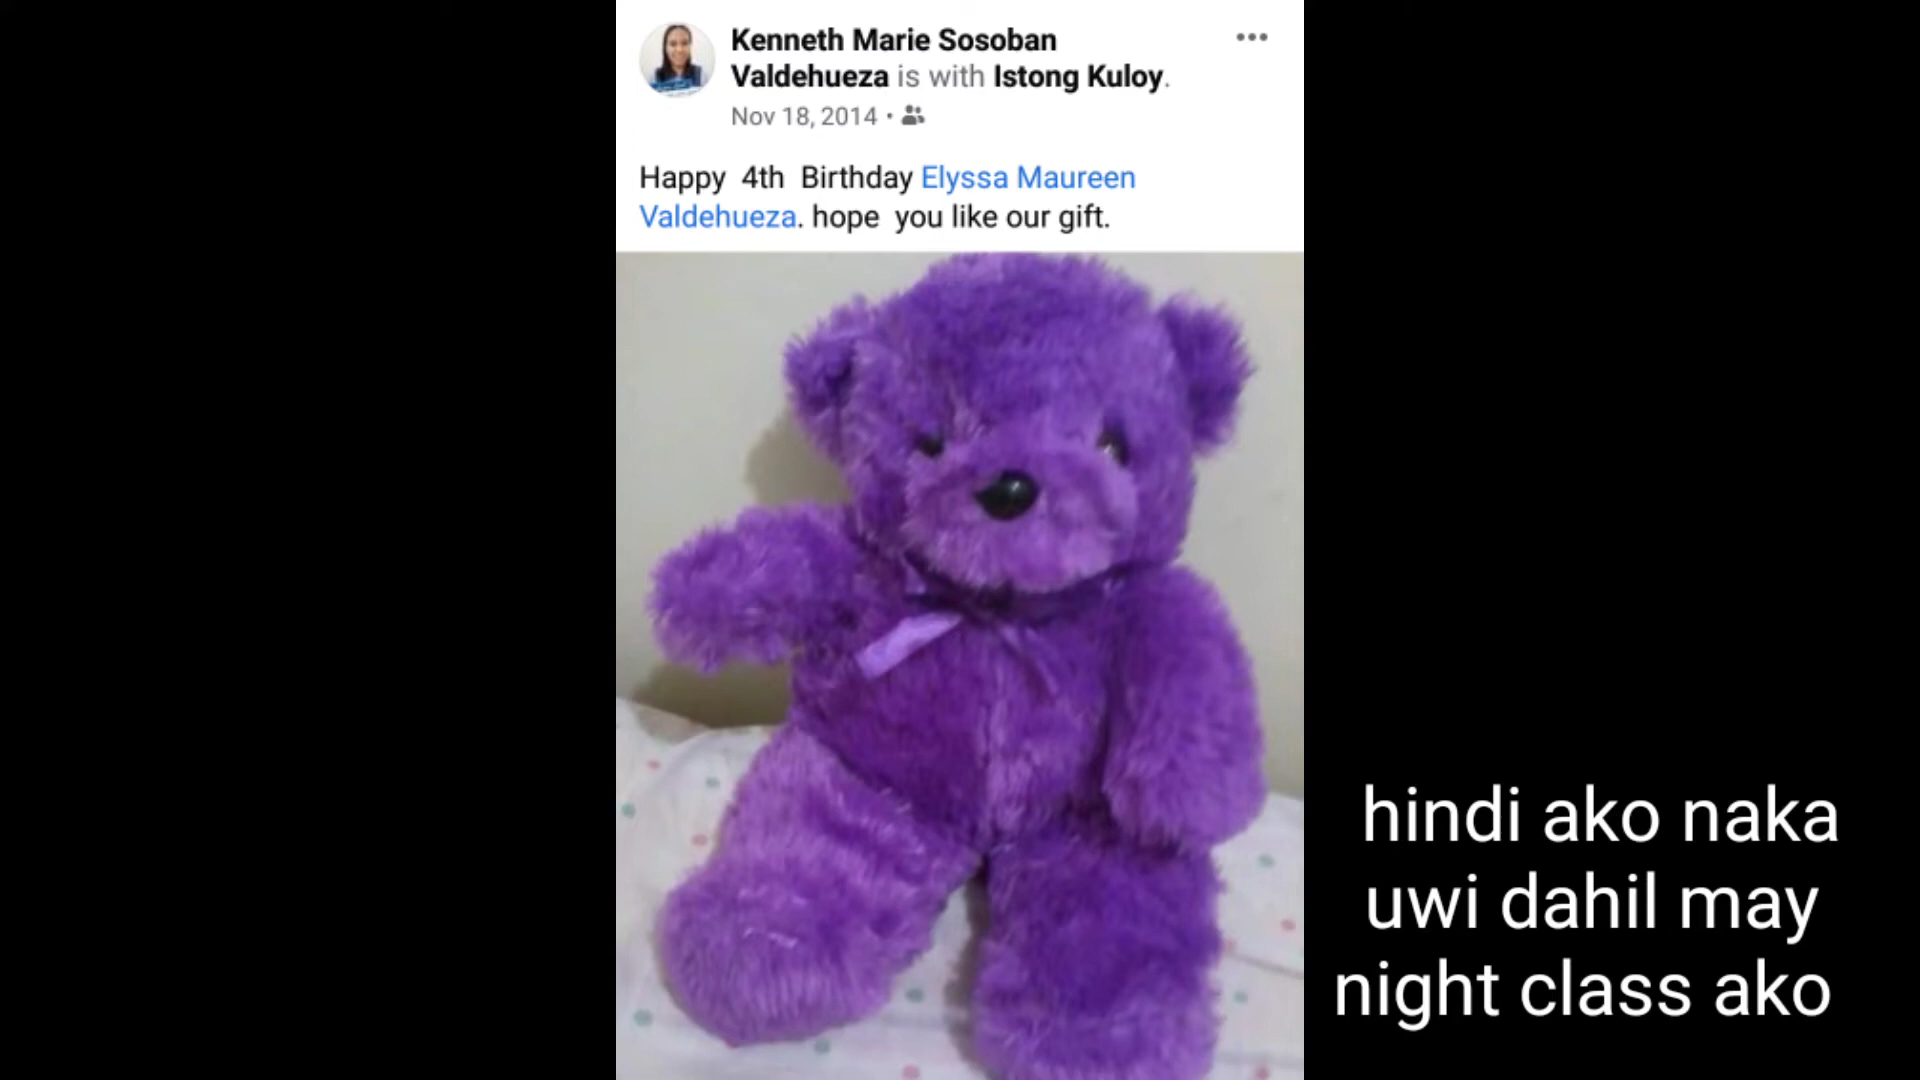 Kenneth Marie Sosoban
Valdehueza is with Istong Kuloy.
Nov 18, 2014 •
Happy 4th Birthday Elyssa Maureen
Valdehueza. hope you like our gift.
hindi ako naka
uwi dahil may
night class ako